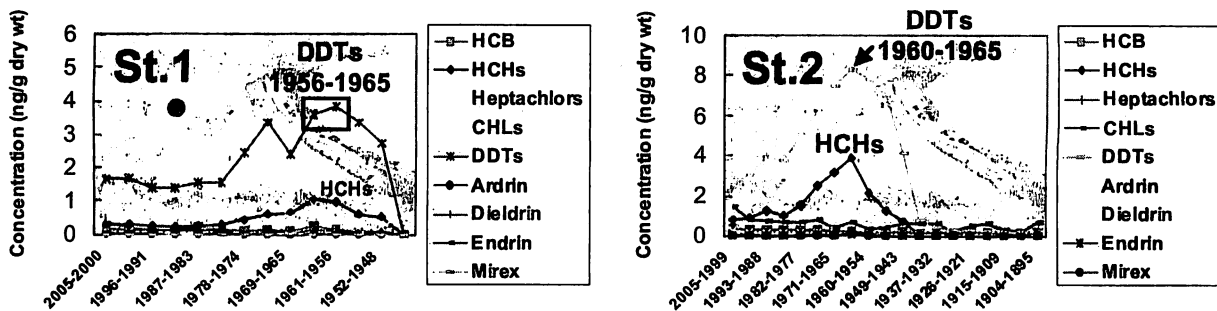 Concentration (ng/g dry wt)
6
5
4
3
2
1
0
St.1
DDTs
1956-1965
HCHs
2005-2000
1996-1991
1987-1983
1978-1974
1969-1965
1961-1956
1952-1948
HCB
HCHs
Heptachlors
CHLs
DDTs
Ardrin
Dieldrin
Endrin
Mirex
Concentration (ng/g dry wt)
10
8
6
4
2
0
St.2
DDTs
1960-1965
HCHs
2005-1999
1993-1988
1982-1977
1971-1965
1960-1954
1949-1943
1937-1932
1926-1921
1915-1909
1904-1895
HCB
HCHs
Heptachlors
CHLs
DDTs
Ardrin
Dieldrin
Endrin
Mirex